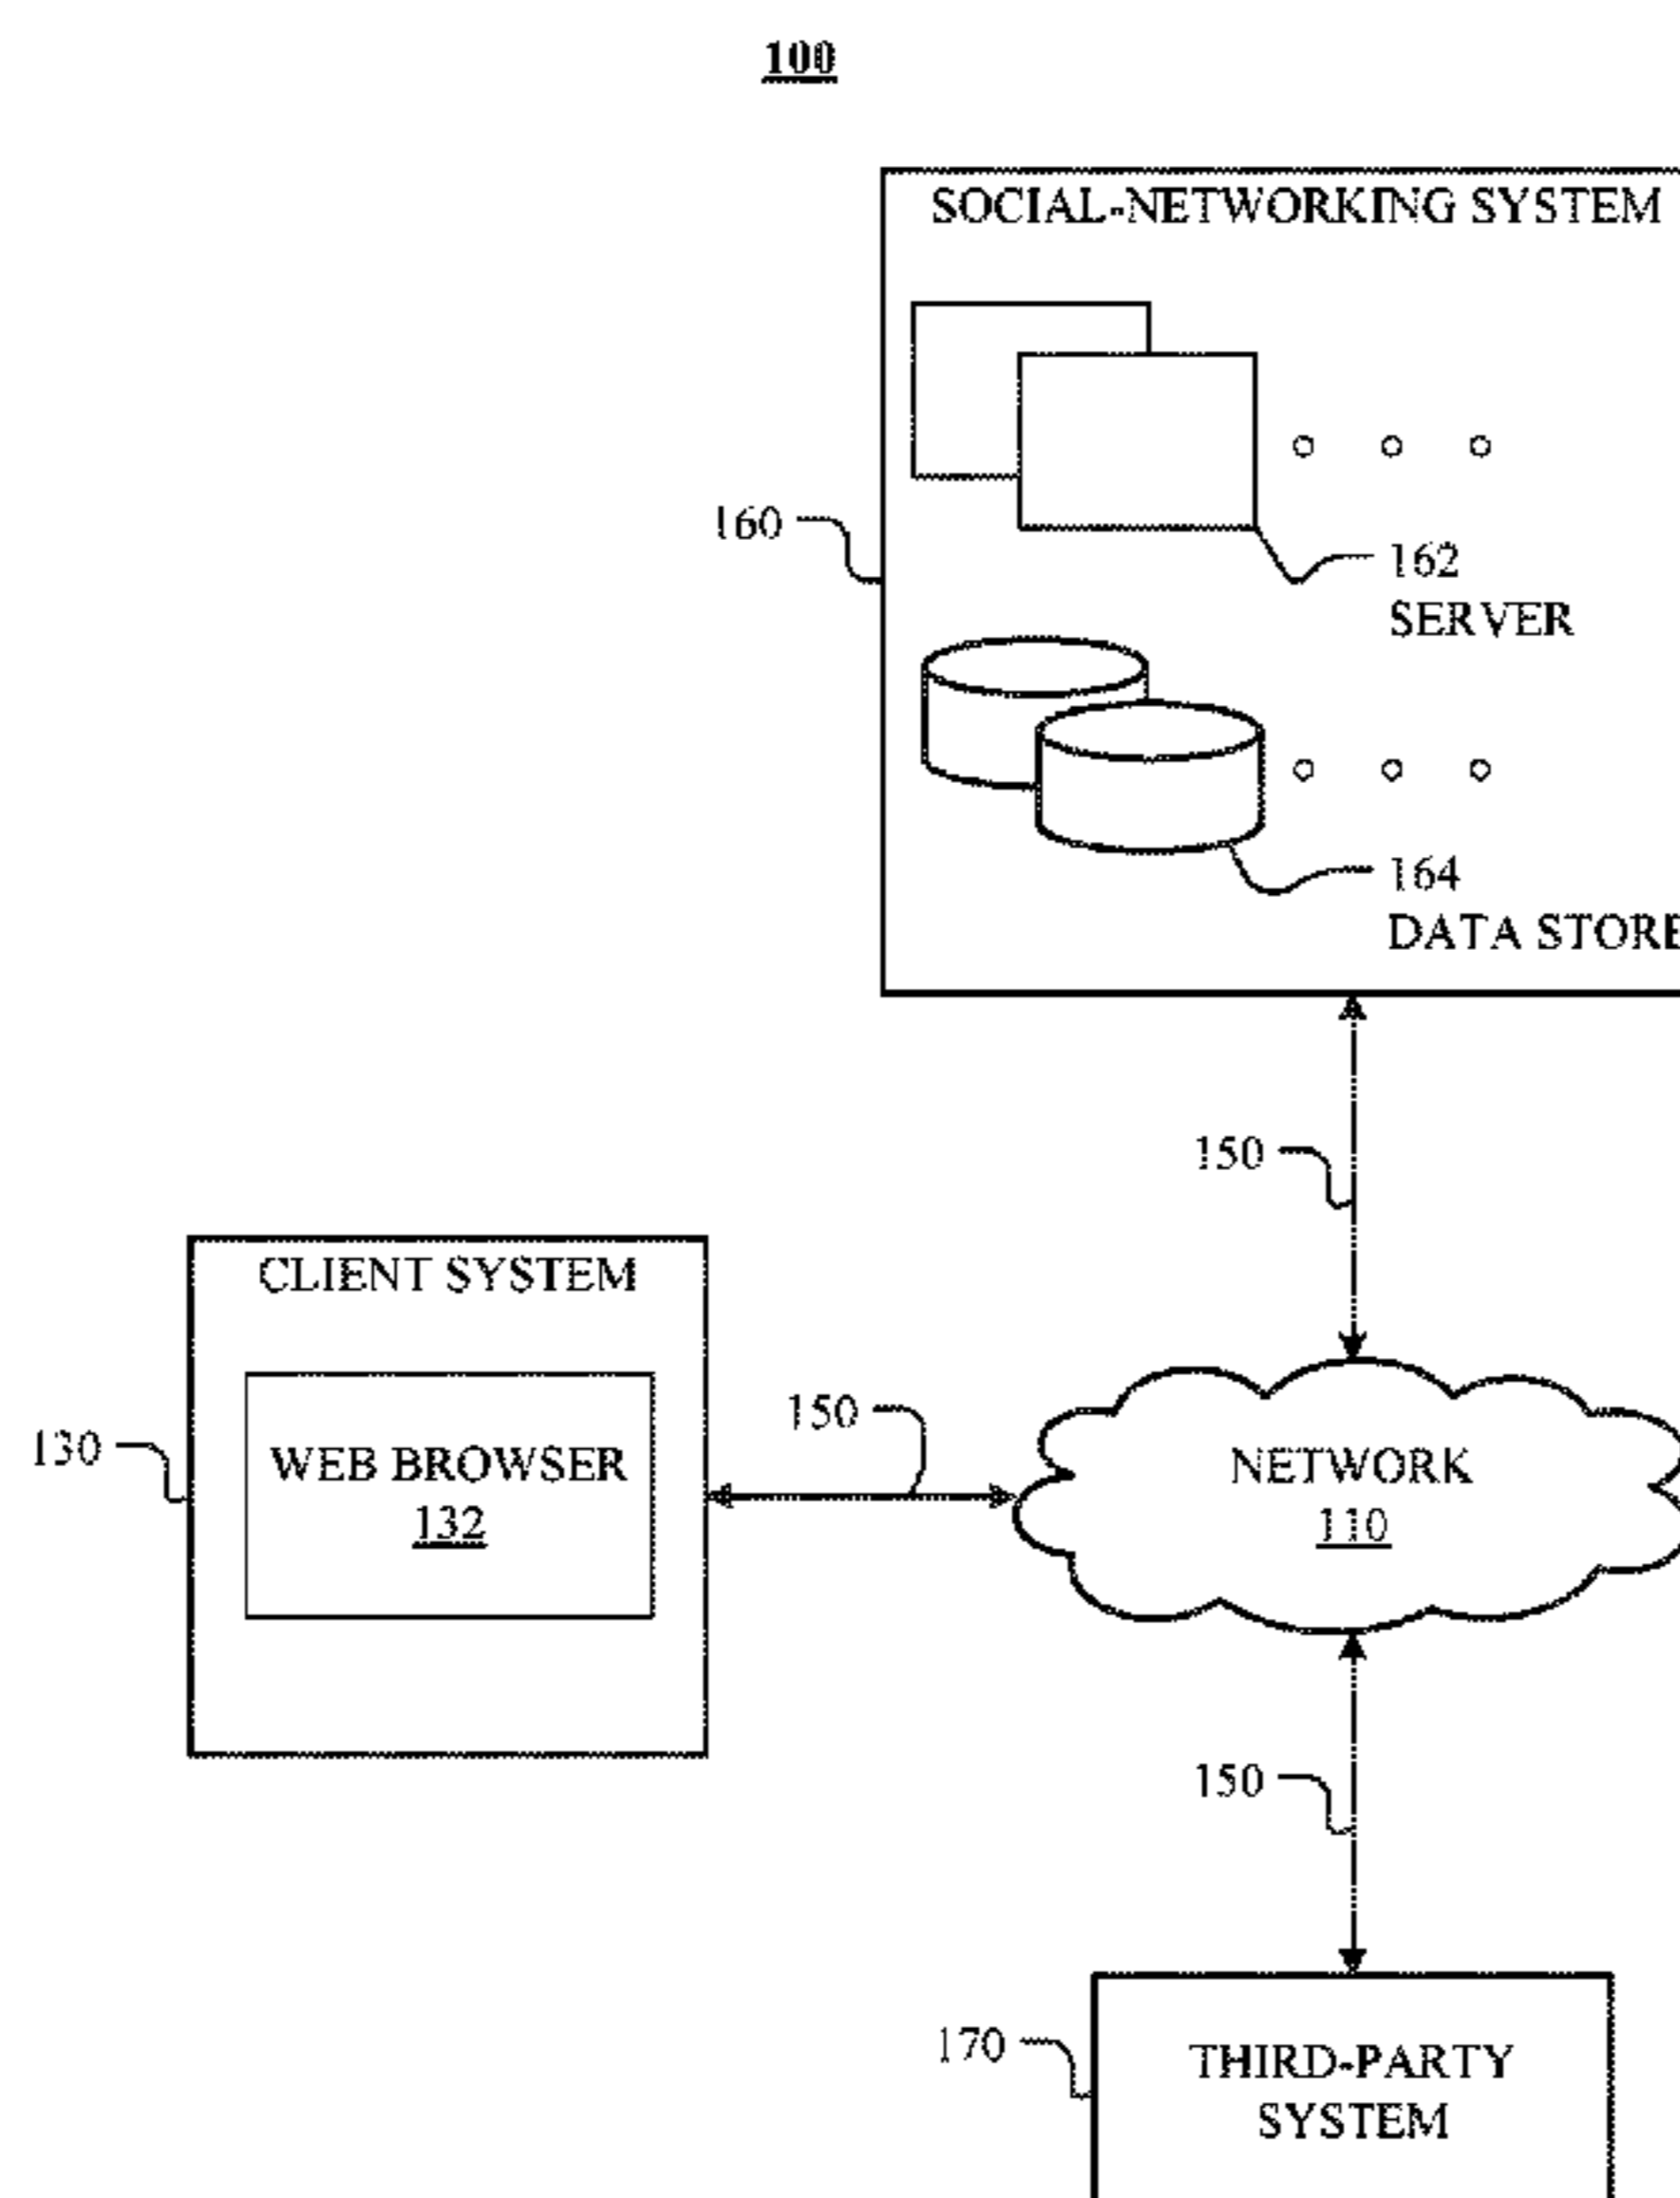 100
SOCIAL-NETWORKING SYSTEM
160
162
SERVER
164
DATA STORE
150
CLIENT SYSTEM
150
130
WEB BROWSER
132
NETWORK
110
150
170
THIRD-PARTY
SYSTEM